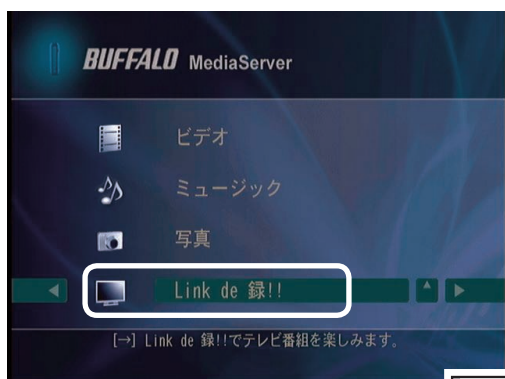 BUFFALO MediaServer
ビデオ
ミュージック
写真
Link de 録!!
[→] Link de 録!!でテレビ番組を楽しみます。